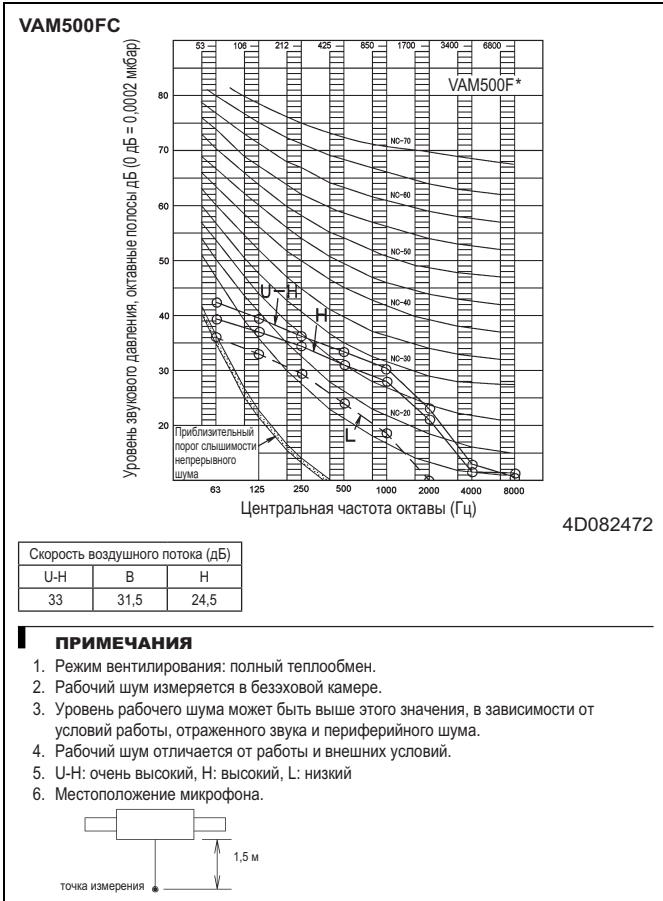 VAM500FC
Уровень звукового давления, октавные полосы дБ (0 дБ = 0,0002 мкбар)
53 106 212 425 850 1700 3400 6800
VAM500F*
80
70
60
50
40
30
20
NC-70
NC-60
NC-50
NC-40
NC-30
NC-20
U-H
H
L
Приблизительный
порог слышимости
непрерывного
шума
63 125 250 500 1000 2000 4000 8000
Центральная частота октавы (Гц)
4D082472
Скорость воздушного потока (дБ)
U-H В Н
33 31,5 24,5
ПРИМЕЧАНИЯ
1. Режим вентилирования: полный теплообмен.
2. Рабочий шум измеряется в безэховой камере.
3. Уровень рабочего шума может быть выше этого значения, в зависимости от
условий работы, отраженного звука и периферийного шума.
4. Рабочий шум отличается от работы и внешних условий.
5. U-H: очень высокий, H: высокий, L: низкий
6. Местоположение микрофона.
1,5 м
точка измерения